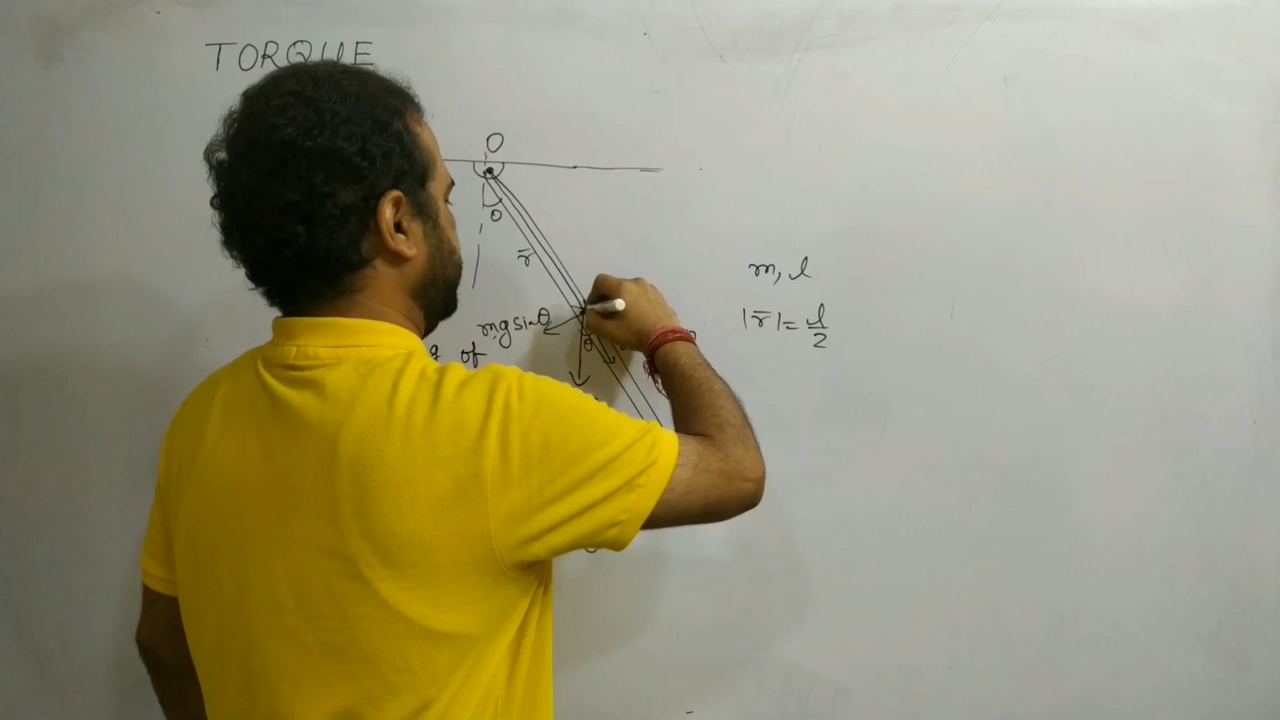 TORQUE
O
θ
r̄
m, l
mg sinθ
|r̄| = l/2
of
θ